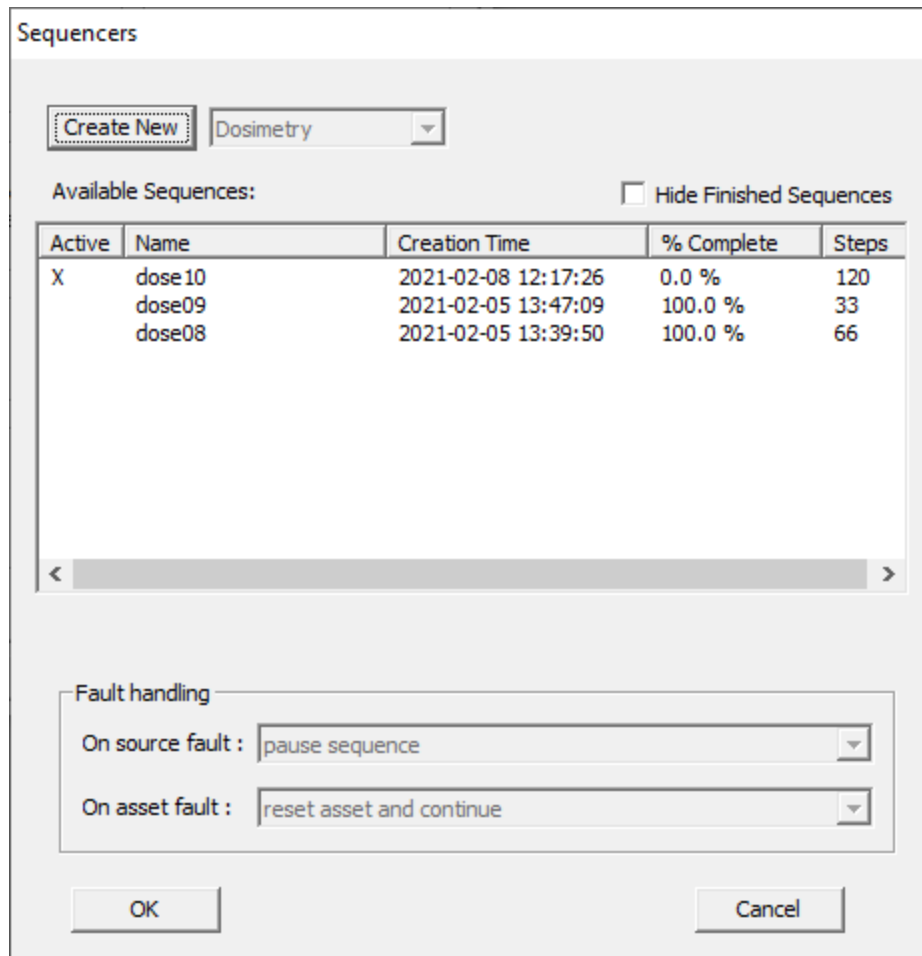 Sequencers
Create New Dosimetry
Available Sequences: Hide Finished Sequences
Active Name Creation Time % Complete Steps
X dose10 2021-02-08 12:17:26 0.0 % 120
dose09 2021-02-05 13:47:09 100.0 % 33
dose08 2021-02-05 13:39:50 100.0 % 66
Fault handling
On source fault : pause sequence
On asset fault : reset asset and continue
OK Cancel